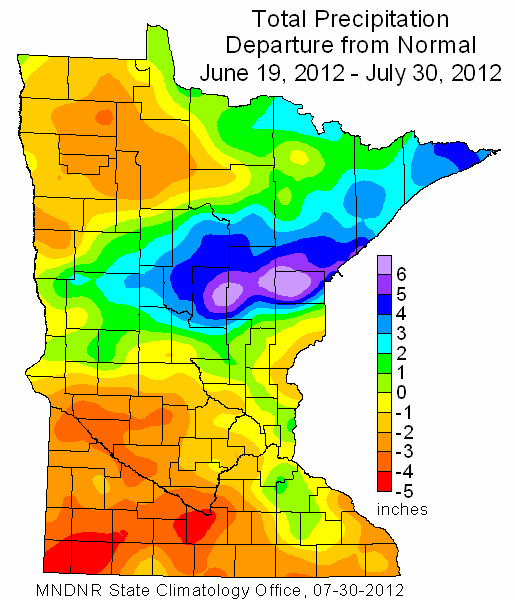 Total Precipitation
Departure from Normal
June 19, 2012 - July 30, 2012
6
5
4
3
2
1
0
-1
-2
-3
-4
-5
inches
MNDNR State Climatology Office, 07-30-2012